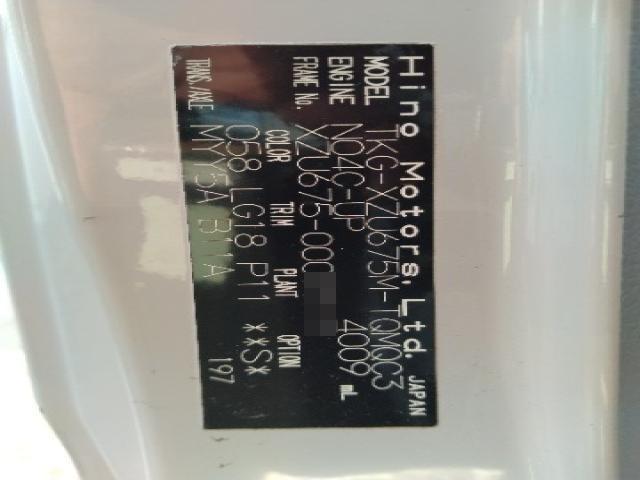 Hino Motors, Ltd. JAPAN
MODEL TKG-XZU675M-TQMQC3
ENGINE N04C-UP 4009 mL
FRAME No. XZU675-000
COLOR TRIM PLANT OPTION
058 LG18 P11 **S*
TRANS./AXLE MYY5A B11A 197